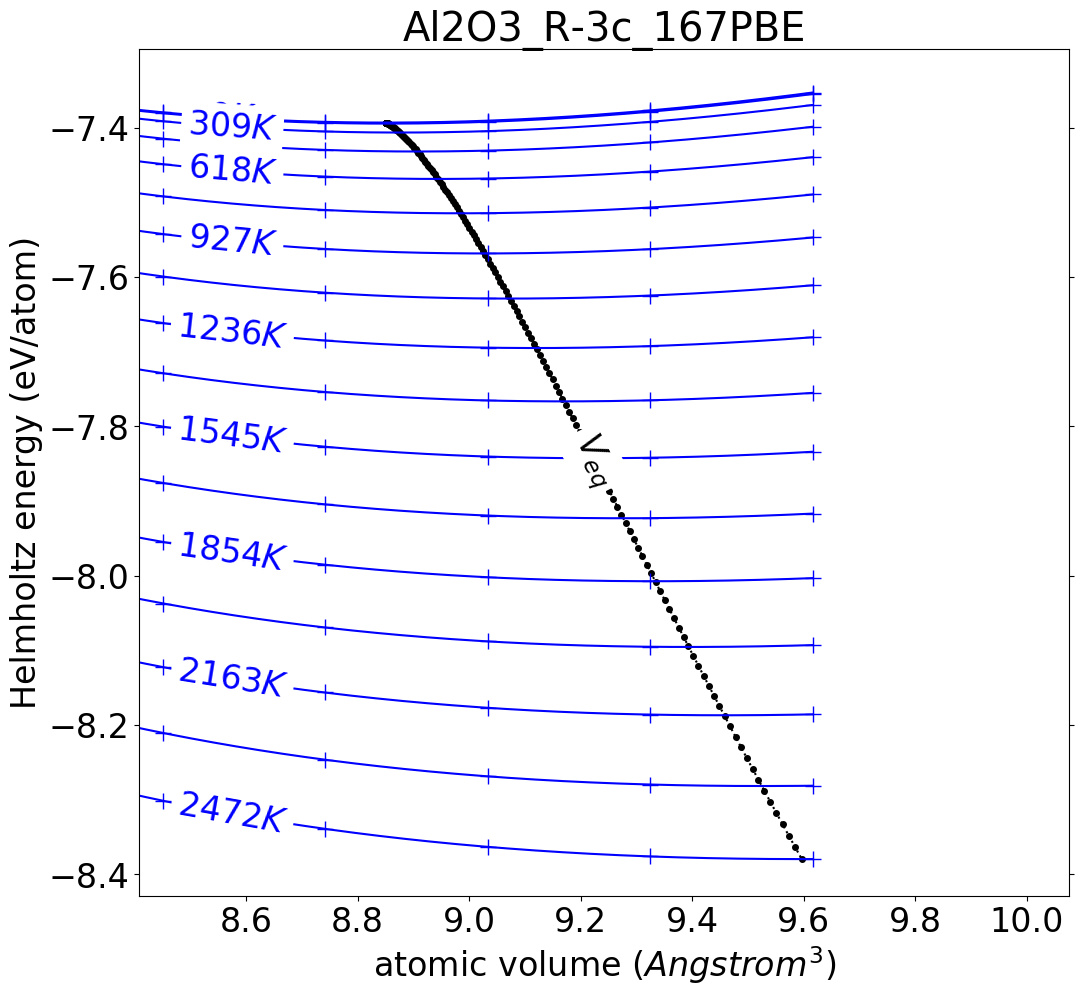 Al2O3_R-3c_167PBE
Helmholtz energy (eV/atom)
−7.4
−7.6
−7.8
−8.0
−8.2
−8.4
309K
618K
927K
1236K
1545K
1854K
2163K
2472K
V_eq
8.6 8.8 9.0 9.2 9.4 9.6 9.8 10.0
atomic volume (Angstrom³)